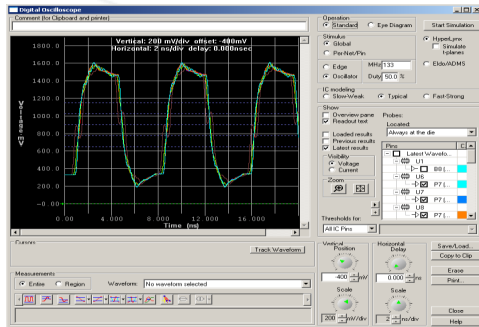 Digital Oscilloscope
Comment (for Clipboard and printer)
Vertical: 200 mV/div offset: -400mV
Horizontal: 2 ns/div delay: 0.000nsec
Voltage mV
1800.0
1600.0
1400.0
1200.0
1000.0
800.0
600.0
400.0
200.0
-0.00
0.00 4.000 8.000 12.000 16.000
Time (ns)
Operation
Standard Eye Diagram
Start Simulation
Stimulus
Global
Per-Net/Pin
Edge MHz 133
Oscillator Duty 50.0 %
HyperLynx
Simulate t-planes
Eldo/ADMS
IC modeling
Slow-Weak Typical Fast-Strong
Show
Overview pane
Readout text
Loaded results
Previous results
Latest results
Visibility
Voltage
Current
Zoom
Thresholds for:
All IC Pins
Probes:
Located:
Always at the die
Pins C
Latest Wavefo...
U1
U6
P7 (...
U7
P7 (...
U8
P7 (...
Cursors
Track Waveform
Measurements
Entire Region Waveform: No waveform selected
Vertical
Position
-400 mV
Scale
200 mV/div
Horizontal
Delay
0.000 ns
Scale
2 ns/div
Save/Load...
Copy to Clip
Erase
Print...
Close
Help